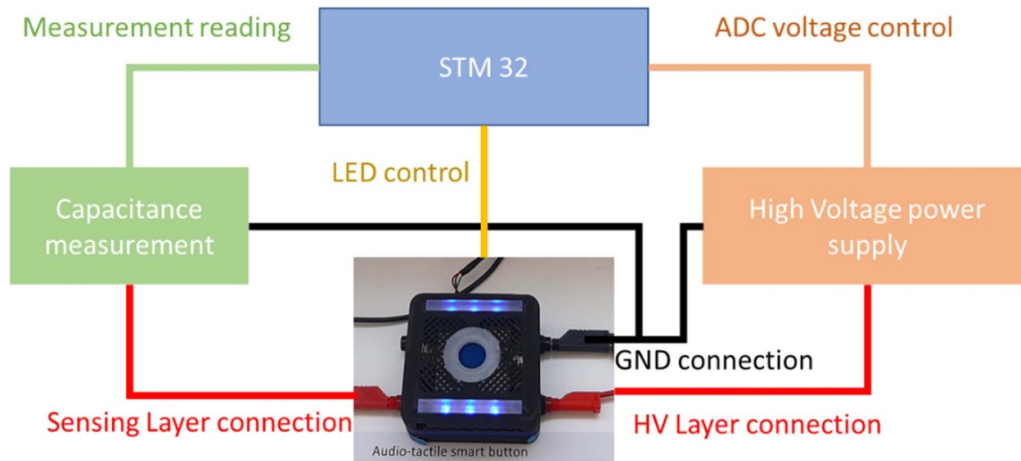 Measurement reading
STM 32
ADC voltage control
LED control
Capacitance
measurement
High Voltage power
supply
GND connection
Sensing Layer connection
HV Layer connection
Audio-tactile smart button